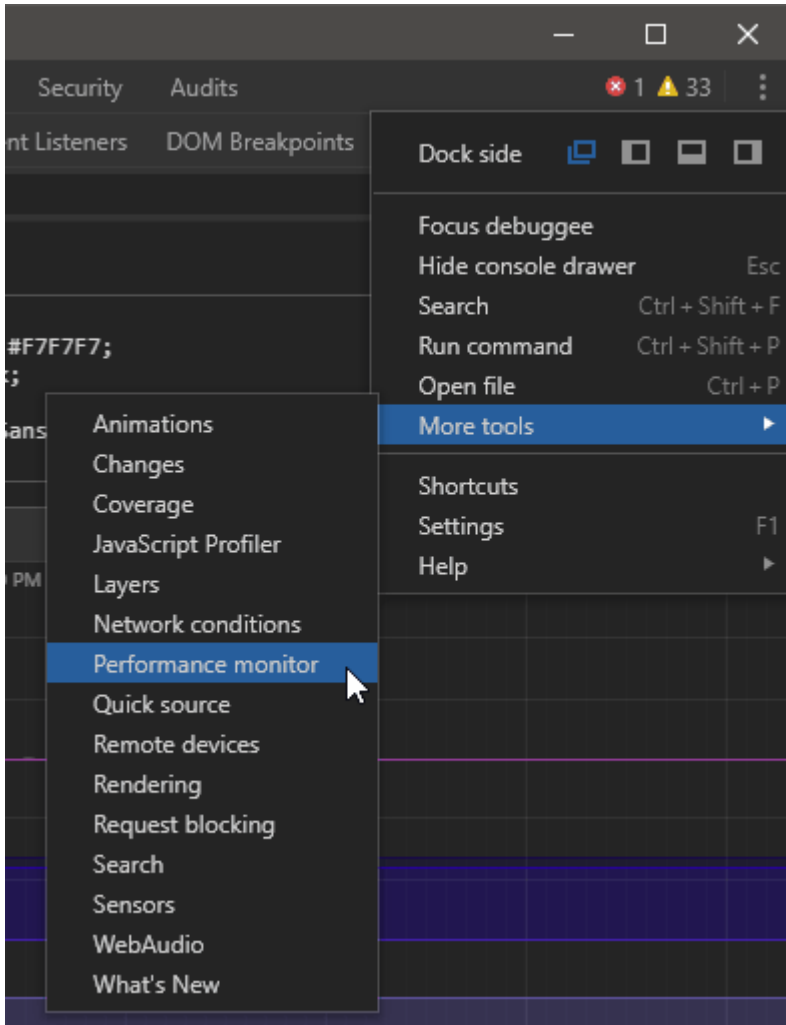 Security Audits 1 33
nt Listeners DOM Breakpoints
Dock side
Focus debuggee
Hide console drawer Esc
Search Ctrl + Shift + F
Run command Ctrl + Shift + P
Open file Ctrl + P
More tools
Shortcuts
Settings F1
Help
#F7F7F7;
;
Sans
PM
Animations
Changes
Coverage
JavaScript Profiler
Layers
Network conditions
Performance monitor
Quick source
Remote devices
Rendering
Request blocking
Search
Sensors
WebAudio
What's New